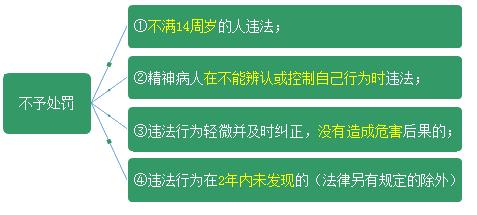 不予处罚
①不满14周岁的人违法；
②精神病人在不能辨认或控制自己行为时违法；
③违法行为轻微并及时纠正，没有造成危害后果的；
④违法行为在2年内未发现的（法律另有规定的除外）